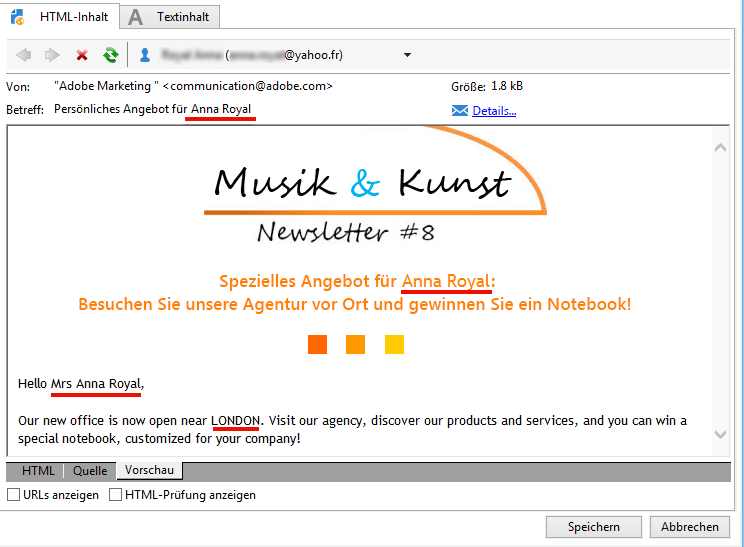 HTML-Inhalt
A Textinhalt
@yahoo.fr)
Von: "Adobe Marketing " <communication@adobe.com> Größe: 1.8 kB
Betreff: Persönliches Angebot für Anna Royal Details...
Musik & Kunst
Newsletter #8
Spezielles Angebot für Anna Royal:
Besuchen Sie unsere Agentur vor Ort und gewinnen Sie ein Notebook!
Hello Mrs Anna Royal,
Our new office is now open near LONDON. Visit our agency, discover our products and services, and you can win a
special notebook, customized for your company!
HTML Quelle Vorschau
URLs anzeigen HTML-Prüfung anzeigen
Speichern Abbrechen